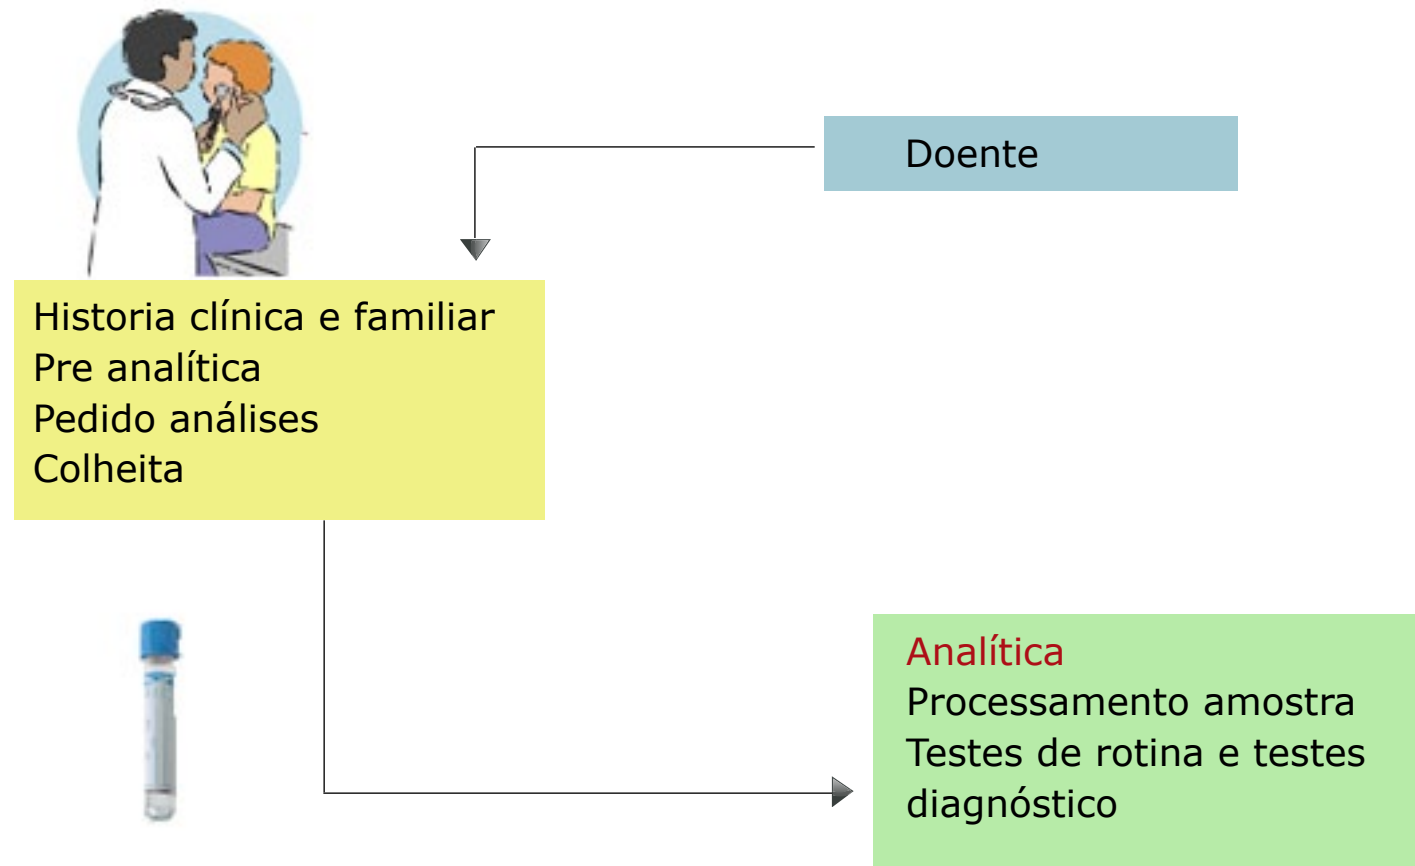 Doente
Historia clínica e familiar
Pre analítica
Pedido análises
Colheita
Analítica
Processamento amostra
Testes de rotina e testes
diagnóstico